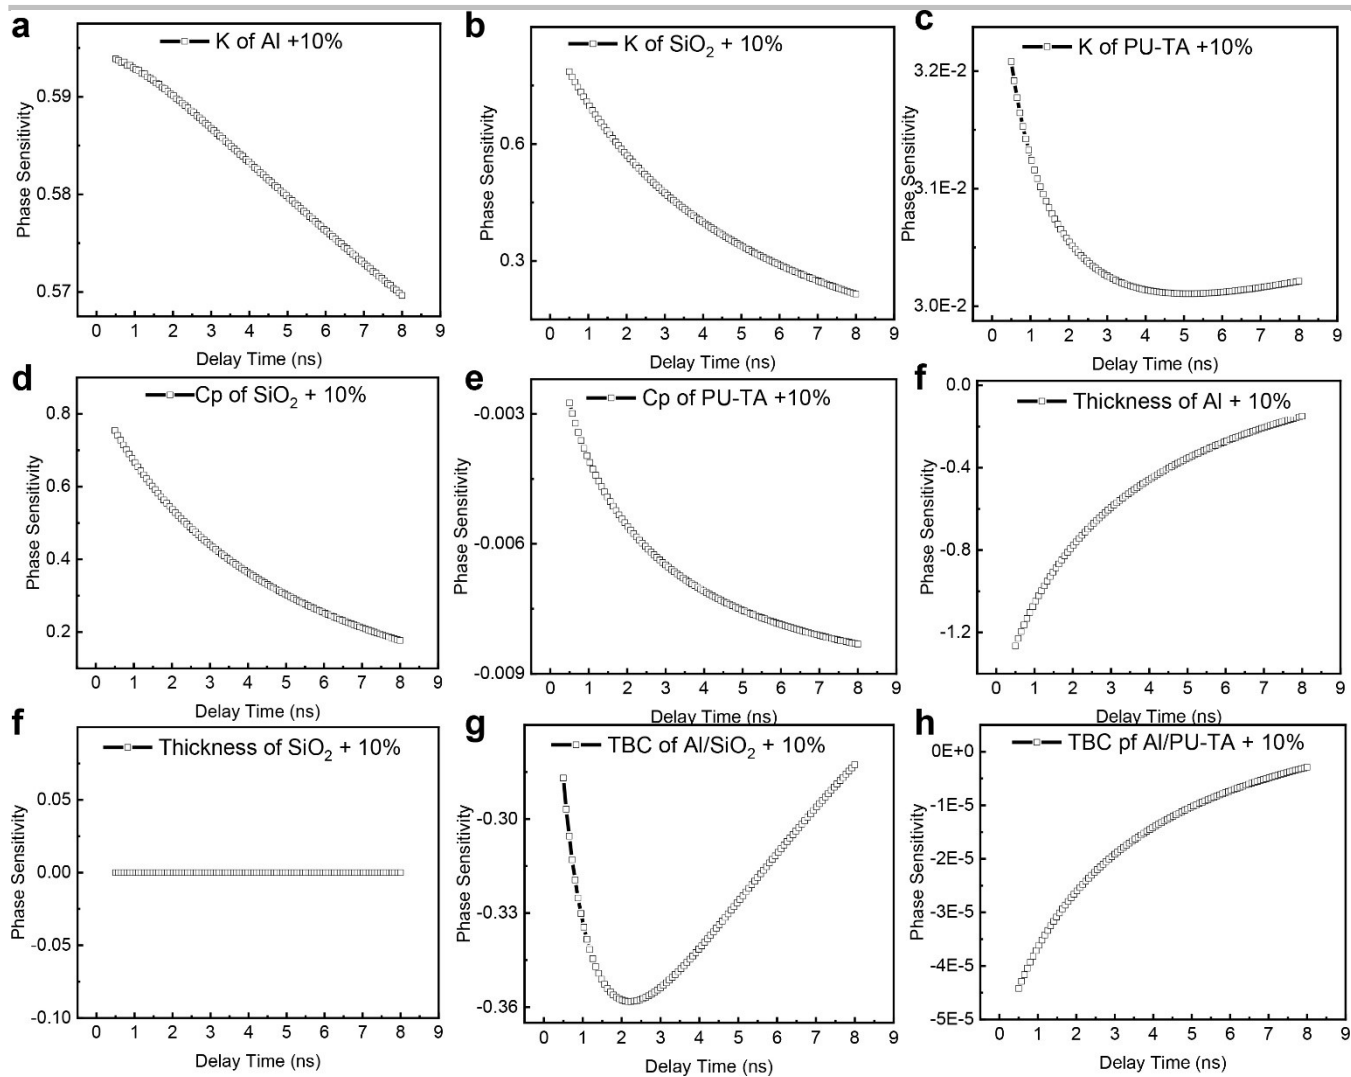 a
K of Al +10%
Phase Sensitivity
0.59
0.58
0.57
0 1 2 3 4 5 6 7 8 9
Delay Time (ns)
b
K of SiO2 + 10%
Phase Sensitivity
0.6
0.3
0 1 2 3 4 5 6 7 8 9
Delay Time (ns)
c
K of PU-TA +10%
Phase Sensitivity
3.2E-2
3.1E-2
3.0E-2
0 1 2 3 4 5 6 7 8 9
Delay Time (ns)
d
Cp of SiO2 + 10%
Phase Sensitivity
0.8
0.6
0.4
0.2
0 1 2 3 4 5 6 7 8 9
Delay Time (ns)
e
Cp of PU-TA +10%
Phase Sensitivity
-0.003
-0.006
-0.009
0 1 2 3 4 5 6 7 8 9
Delay Time (ns)
f
Thickness of Al + 10%
Phase Sensitivity
0.0
-0.4
-0.8
-1.2
0 1 2 3 4 5 6 7 8 9
Delay Time (ns)
f
Thickness of SiO2 + 10%
Phase Sensitivity
0.05
0.00
-0.05
-0.10
0 1 2 3 4 5 6 7 8 9
Delay Time (ns)
g
TBC of Al/SiO2 + 10%
Phase Sensitivity
-0.30
-0.33
-0.36
0 1 2 3 4 5 6 7 8 9
Delay Time (ns)
h
TBC pf Al/PU-TA + 10%
Phase Sensitivity
0E+0
-1E-5
-2E-5
-3E-5
-4E-5
-5E-5
0 1 2 3 4 5 6 7 8 9
Delay Time (ns)